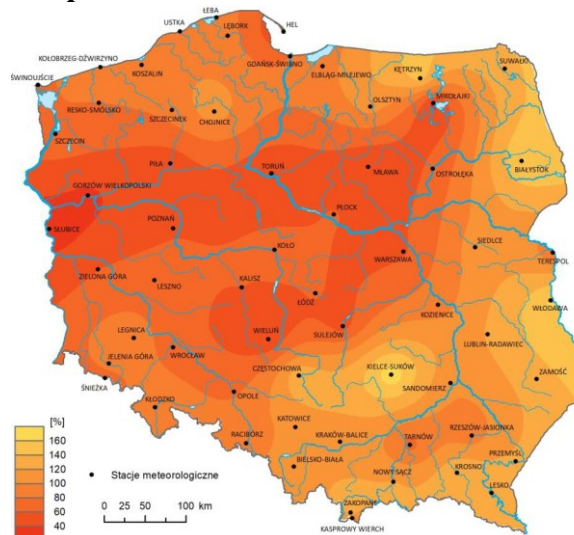 ŁEBA
USTKA
LĘBORK
HEL
KOŁOBRZEG-DŹWIRZYNO
KOSZALIN
GDAŃSK-ŚWIBNO
ELBLĄG-MILEJEWO
KĘTRZYN
SUWAŁKI
ŚWINOUJŚCIE
RESKO-SMÓLSKO
SZCZECINEK
CHOJNICE
OLSZTYN
MIKOŁAJKI
SZCZECIN
PIŁA
TORUŃ
MŁAWA
OSTROŁĘKA
BIAŁYSTOK
GORZÓW WIELKOPOLSKI
PŁOCK
SŁUBICE
POZNAŃ
KOŁO
WARSZAWA
SIEDLCE
TERESPOL
ZIELONA GÓRA
LESZNO
KALISZ
ŁÓDŹ
WŁODAWA
KOZIENICE
LEGNICA
WIELUŃ
SULEJÓW
LUBLIN-RADAWIEC
JELENIA GÓRA
WROCŁAW
CZĘSTOCHOWA
KIELCE-SUKÓW
ZAMOŚĆ
ŚNIEŻKA
KŁODZKO
OPOLE
SANDOMIERZ
KATOWICE
RACIBÓRZ
KRAKÓW-BALICE
TARNÓW
RZESZÓW-JASIONKA
PRZEMYŚL
BIELSKO-BIAŁA
NOWY SĄCZ
KROSNO
LESKO
ZAKOPANE
KASPROWY WIERCH
[%]
160
140
120
100
80
60
40
Stacje meteorologiczne
0 25 50 100 km